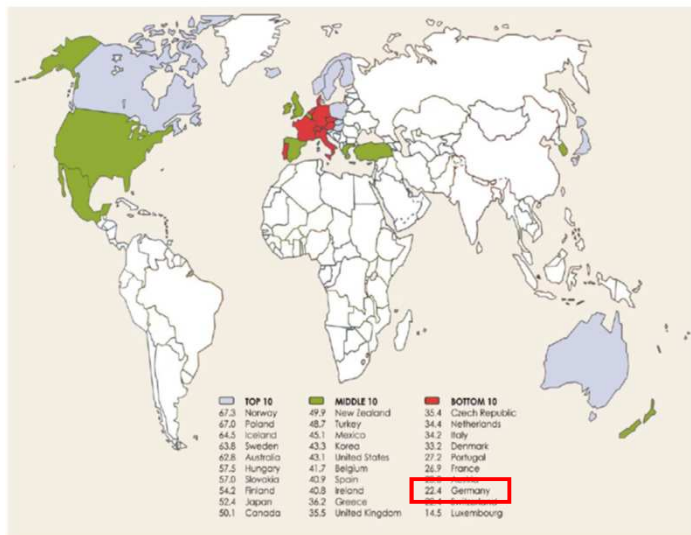 TOP 10
67.3 Norway
67.0 Poland
64.5 Iceland
63.8 Sweden
62.8 Australia
57.5 Hungary
57.0 Slovakia
54.2 Finland
52.4 Japan
50.1 Canada
MIDDLE 10
49.9 New Zealand
48.7 Turkey
45.1 Mexico
43.3 Korea
43.1 United States
41.7 Belgium
40.9 Spain
40.8 Ireland
36.2 Greece
35.5 United Kingdom
BOTTOM 10
35.4 Czech Republic
34.4 Netherlands
34.2 Italy
33.2 Denmark
27.2 Portugal
26.9 France
Austria
22.4 Germany
Switzerland
14.5 Luxembourg